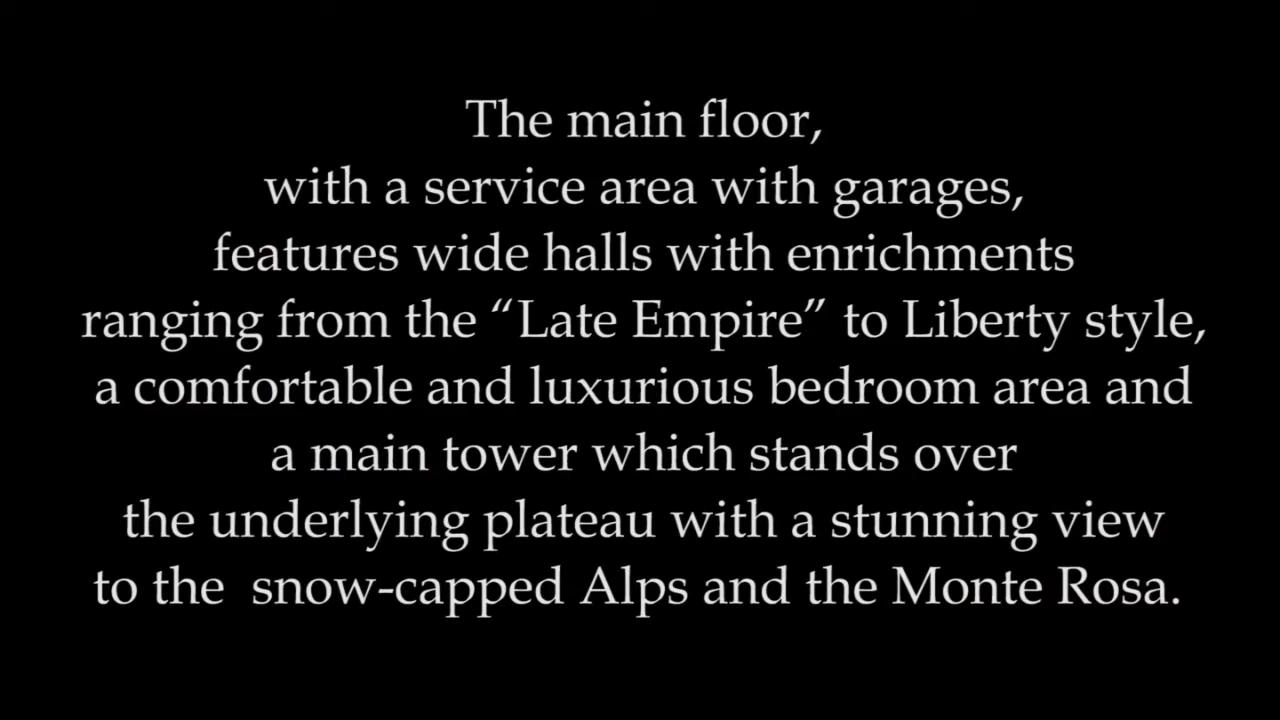 The main floor,
with a service area with garages,
features wide halls with enrichments
ranging from the “Late Empire” to Liberty style,
a comfortable and luxurious bedroom area and
a main tower which stands over
the underlying plateau with a stunning view
to the  snow-capped Alps and the Monte Rosa.